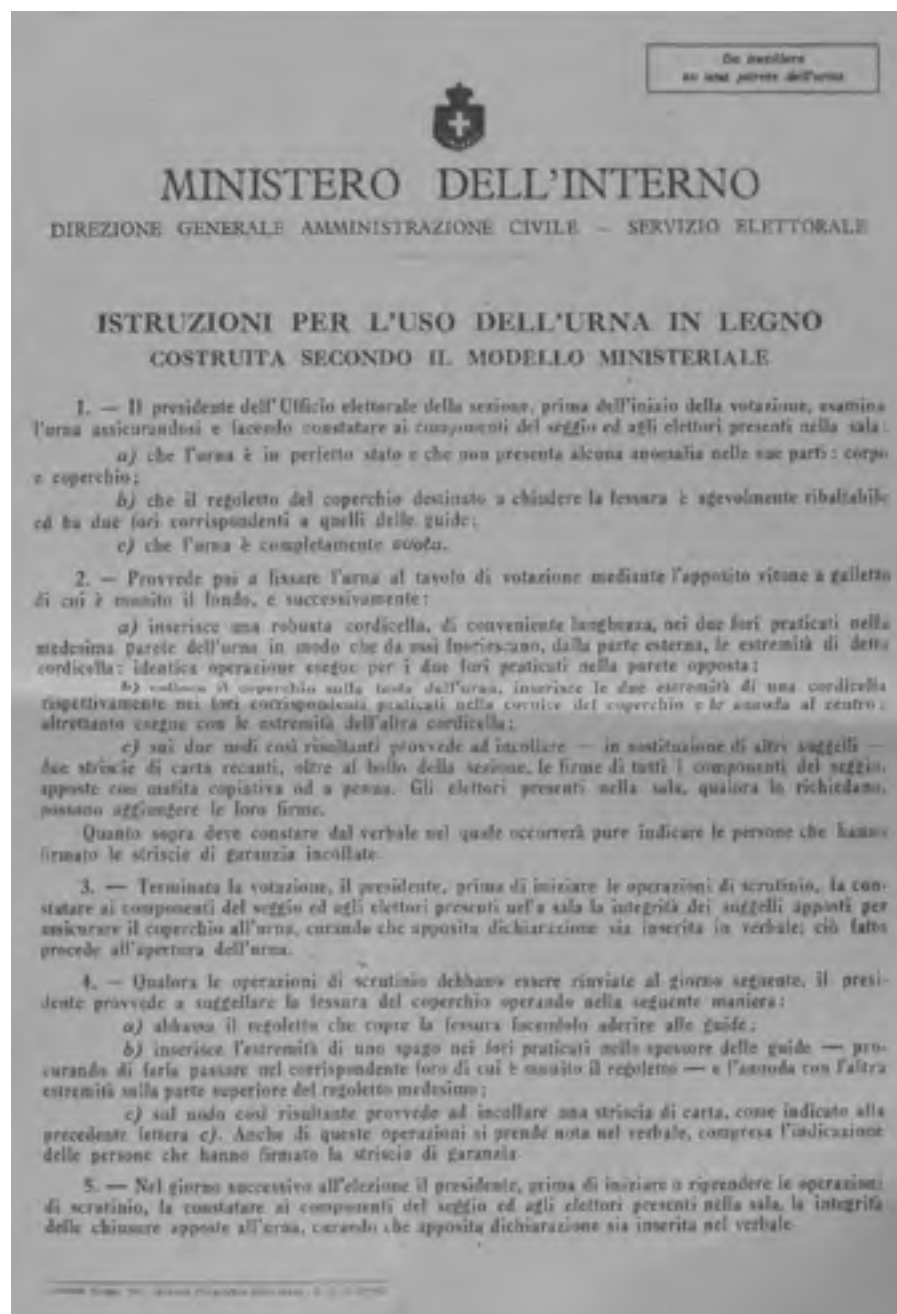 Da incollare
su una parete dell'urna
MINISTERO DELL'INTERNO
DIREZIONE GENERALE AMMINISTRAZIONE CIVILE – SERVIZIO ELETTORALE
ISTRUZIONI PER L'USO DELL'URNA IN LEGNO
COSTRUITA SECONDO IL MODELLO MINISTERIALE
1. — Il presidente dell'Ufficio elettorale della sezione, prima dell'inizio della votazione, esamina
l'urna assicurandosi e facendo constatare ai componenti del seggio ed agli elettori presenti nella sala:
a) che l'urna è in perfetto stato e che non presenta alcuna anomalia nelle sue parti: corpo
e coperchio;
b) che il regoletto del coperchio destinato a chiudere la fessura è agevolmente ribaltabile
ed ha due fori corrispondenti a quelli delle guide;
c) che l'urna è completamente vuota.
2. — Provvede poi a fissare l'urna al tavolo di votazione mediante l'apposito vitone a galletto
di cui è munito il fondo, e successivamente:
a) inserisce una robusta cordicella, di conveniente lunghezza, nei due fori praticati nella
medesima parete dell'urna in modo che da essi fuoriescano, dalla parte esterna, le estremità di detta
cordicella: identica operazione esegue per i due fori praticati nella parete opposta;
b) colloca il coperchio sulla testa dell'urna, inserisce le due estremità di una cordicella
rispettivamente nei fori corrispondenti praticati nella cornice del coperchio e le annoda al centro:
altrettanto esegue con le estremità dell'altra cordicella;
c) sui due nodi così risultanti provvede ad incollare — in sostituzione di altri suggelli —
due striscie di carta recanti, oltre al bollo della sezione, le firme di tutti i componenti del seggio,
apposte con matita copiativa od a penna. Gli elettori presenti nella sala, qualora lo richiedano,
possono aggiungere le loro firme.
Quanto sopra deve constare dal verbale nel quale occorrerà pure indicare le persone che hanno
firmato le striscie di garanzia incollate.
3. — Terminata la votazione, il presidente, prima di iniziare le operazioni di scrutinio, fa con-
statare ai componenti del seggio ed agli elettori presenti nel'a sala la integrità dei suggelli apposti per
assicurare il coperchio all'urna, curando che apposita dichiarazione sia inserita in verbale; ciò fatto
procede all'apertura dell'urna.
4. — Qualora le operazioni di scrutinio debbano essere rinviate al giorno seguente, il presi-
dente provvede a suggellare la fessura del coperchio operando nella seguente maniera:
a) abbassa il regoletto che copre la fessura facendolo aderire alle guide;
b) inserisce l'estremità di uno spago nei fori praticati nello spessore delle guide — pro-
curando di farla passare nel corrispondente foro di cui è munito il regoletto — e l'annoda con l'altra
estremità sulla parte superiore del regoletto medesimo;
c) sul nodo così risultante provvede ad incollare una striscia di carta, come indicato alla
precedente lettera c). Anche di queste operazioni si prende nota nel verbale, compresa l'indicazione
delle persone che hanno firmato la striscia di garanzia
5. — Nel giorno successivo all'elezione il presidente, prima di iniziare o riprendere le operazioni
di scrutinio, fa constatare ai componenti del seggio ed agli elettori presenti nella sala, la integrità
delle chiusure apposte all'urna, curando che apposita dichiarazione sia inserita nel verbale